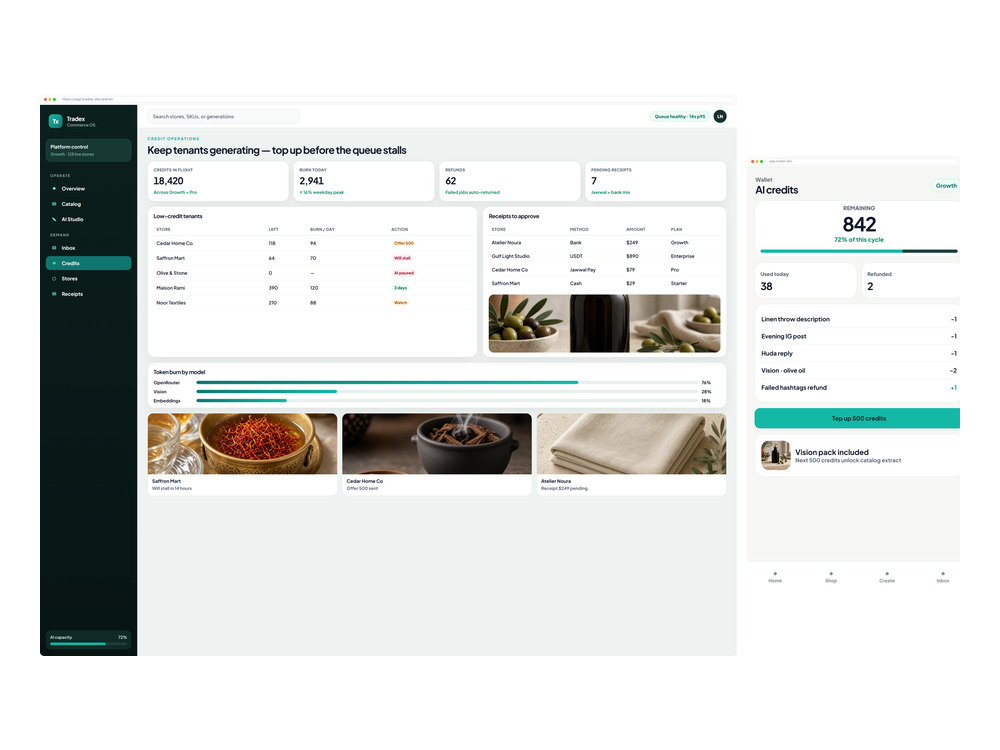 https://app.tradex.dev/admin
Tx
Tradex
Commerce OS
Platform control
Growth · 128 live stores
OPERATE
Overview
Catalog
AI Studio
DEMAND
Inbox
Credits
Stores
Receipts
AI capacity 72%
Search stores, SKUs, or generations
Queue healthy · 14s p95
LN
CREDIT OPERATIONS
Keep tenants generating — top up before the queue stalls
CREDITS IN FLIGHT
18,420
Across Growth + Pro
BURN TODAY
2,941
+ 16% weekday peak
REFUNDS
62
Failed jobs auto-returned
PENDING RECEIPTS
7
Jawwal + bank mix
Low-credit tenants
STORE LEFT BURN / DAY ACTION
Cedar Home Co 118 94 Offer 500
Saffron Mart 64 70 Will stall
Olive & Stone 0 — AI paused
Maison Rami 390 120 3 days
Noor Textiles 210 88 Watch
Receipts to approve
STORE METHOD AMOUNT PLAN
Atelier Noura Bank $249 Growth
Gulf Light Studio USDT $890 Enterprise
Cedar Home Co Jawwal Pay $79 Pro
Saffron Mart Cash $29 Starter
Token burn by model
OpenRouter 76%
Vision 28%
Embeddings 18%
Saffron Mart
Will stall in 14 hours
Cedar Home Co
Offer 500 sent
Atelier Noura
Receipt $249 pending
app.tradex.dev
Wallet
AI credits
Growth
REMAINING
842
72% of this cycle
Used today
38
Refunded
2
Linen throw description -1
Evening IG post -1
Huda reply -1
Vision · olive oil -2
Failed hashtags refund +1
Top up 500 credits
Vision pack included
Next 500 credits unlock catalog extract
Home
Shop
Create
Inbox